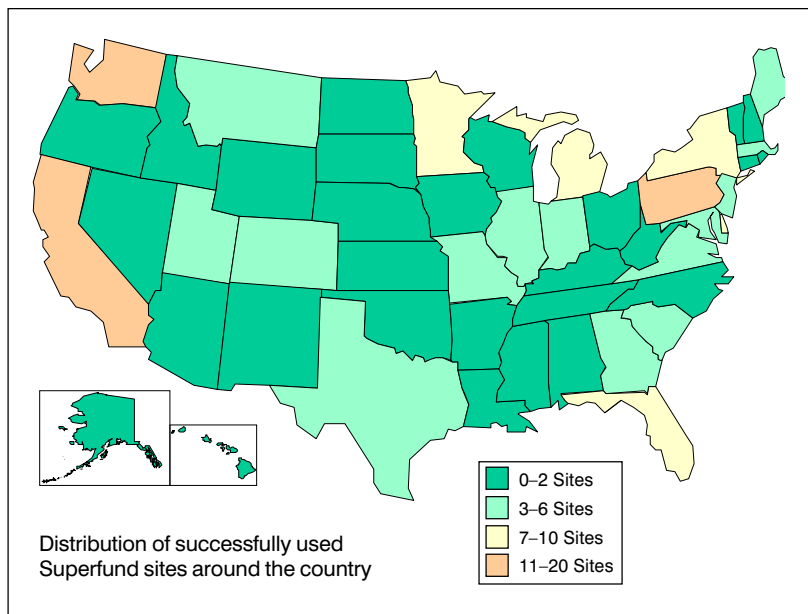 0–2 Sites
3–6 Sites
7–10 Sites
11–20 Sites
Distribution of successfully used
Superfund sites around the country